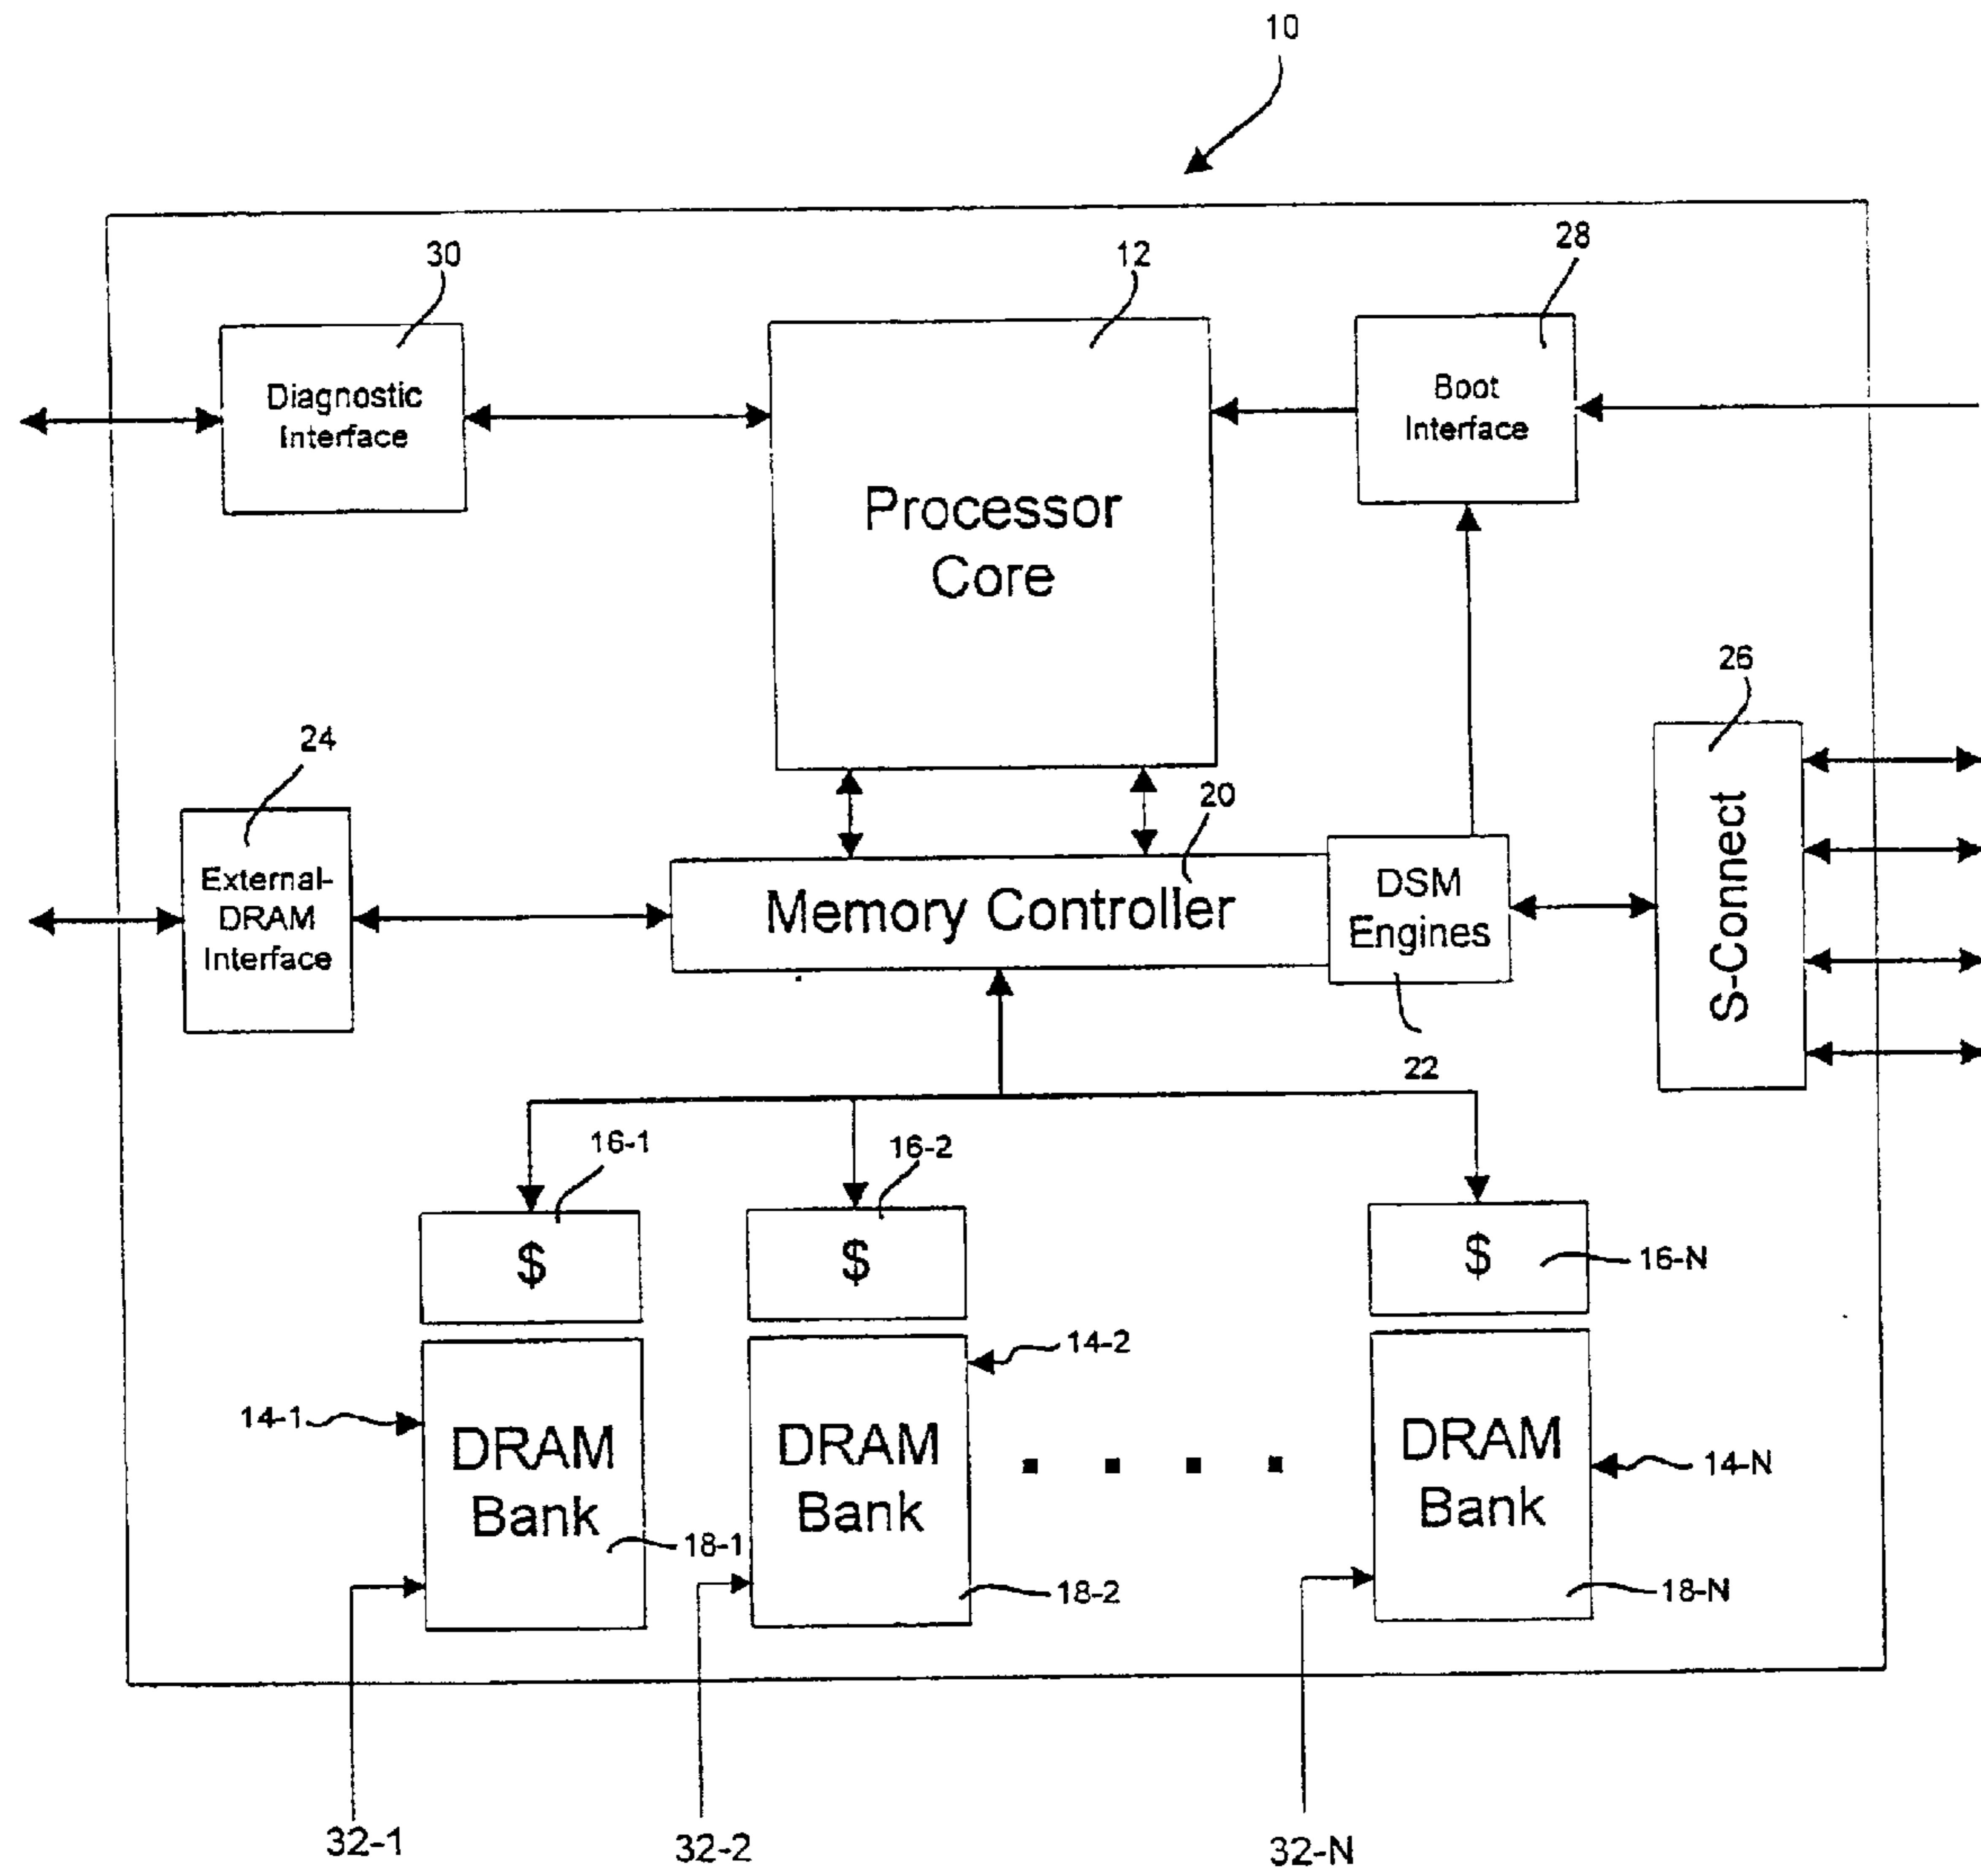 10
30
12
28
Diagnostic
Interface
Processor
Core
Boot
Interface
24
20
26
External-
DRAM
Interface
Memory Controller
DSM
Engines
S-Connect
22
16-1
16-2
$
$
$
16-N
14-1
14-2
DRAM
Bank
DRAM
Bank
DRAM
Bank
14-N
18-1
18-2
18-N
32-1
32-2
32-N